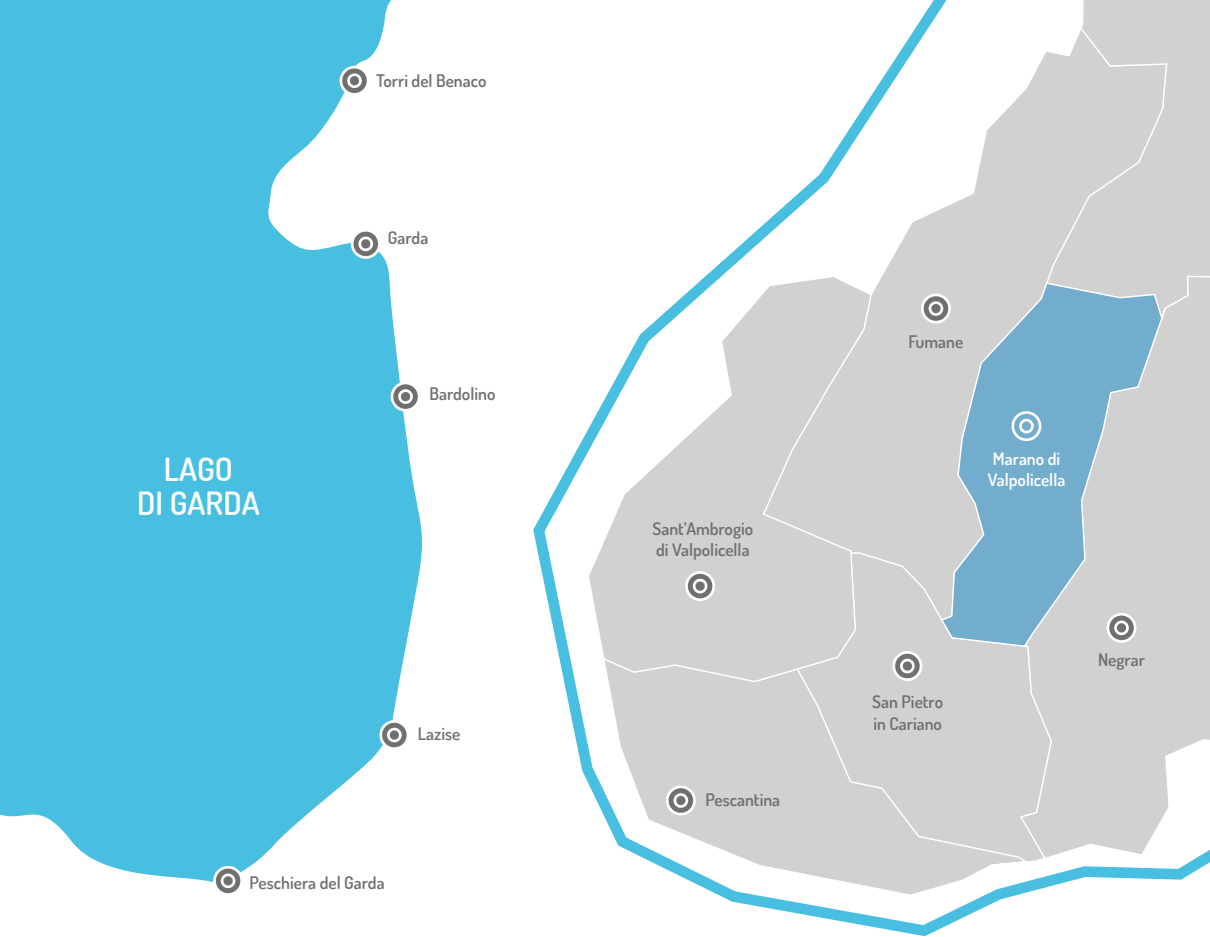 Torri del Benaco
Garda
Bardolino
LAGO
DI GARDA
Lazise
Peschiera del Garda
Fumane
Marano di
Valpolicella
Sant'Ambrogio
di Valpolicella
Negrar
San Pietro
in Cariano
Pescantina